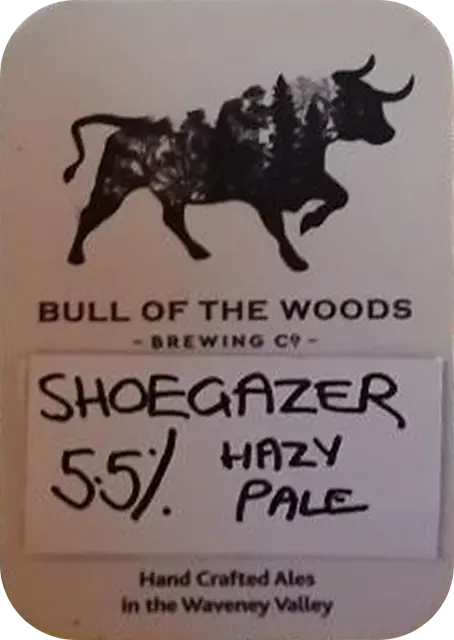 BULL OF THE WOODS
- BREWING Cº -
SHOEGAZER
5.5%. HAZY
PALE
Hand Crafted Ales
in the Waveney Valley